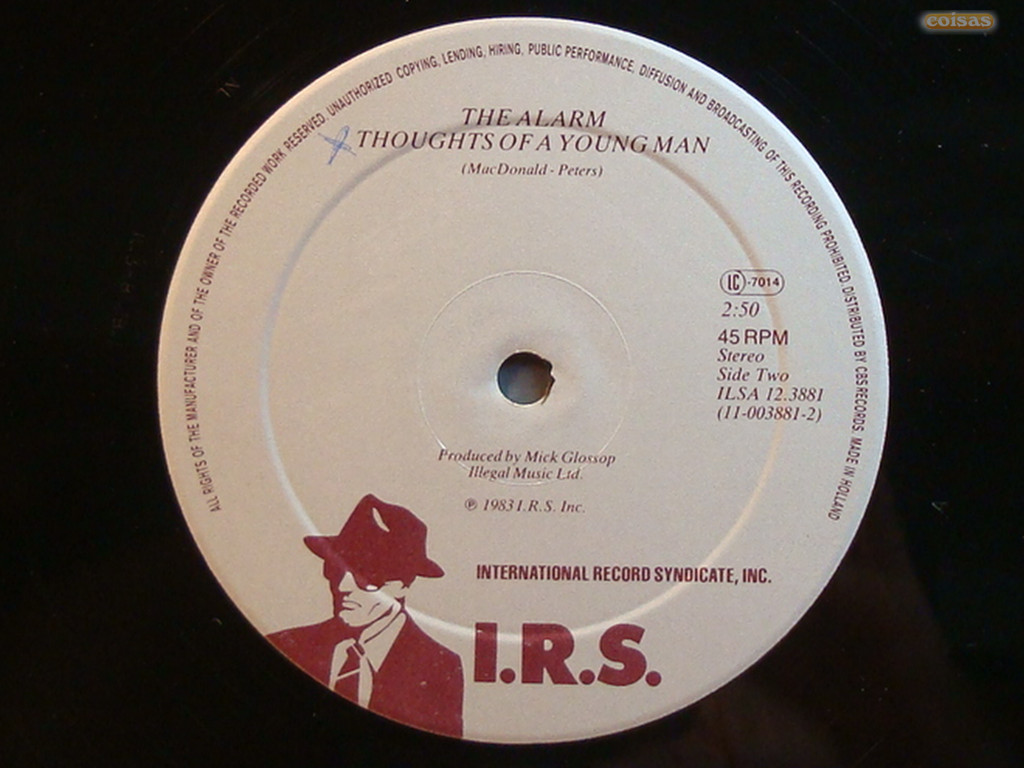 coisas
ALL RIGHTS OF THE MANUFACTURER AND OF THE OWNER OF THE RECORDED WORK RESERVED. UNAUTHORIZED COPYING, LENDING, HIRING, PUBLIC PERFORMANCE, DIFFUSION AND BROADCASTING OF THIS RECORDING PROHIBITED. DISTRIBUTED BY CBS RECORDS. MADE IN HOLLAND
THE ALARM
THOUGHTS OF A YOUNG MAN
(MacDonald - Peters)
LC-7014
2:50
45 RPM
Stereo
Side Two
ILSA 12.3881
(11-003881-2)
Produced by Mick Glossop
Illegal Music Ltd.
℗ 1983 I.R.S. Inc.
INTERNATIONAL RECORD SYNDICATE, INC.
I.R.S.